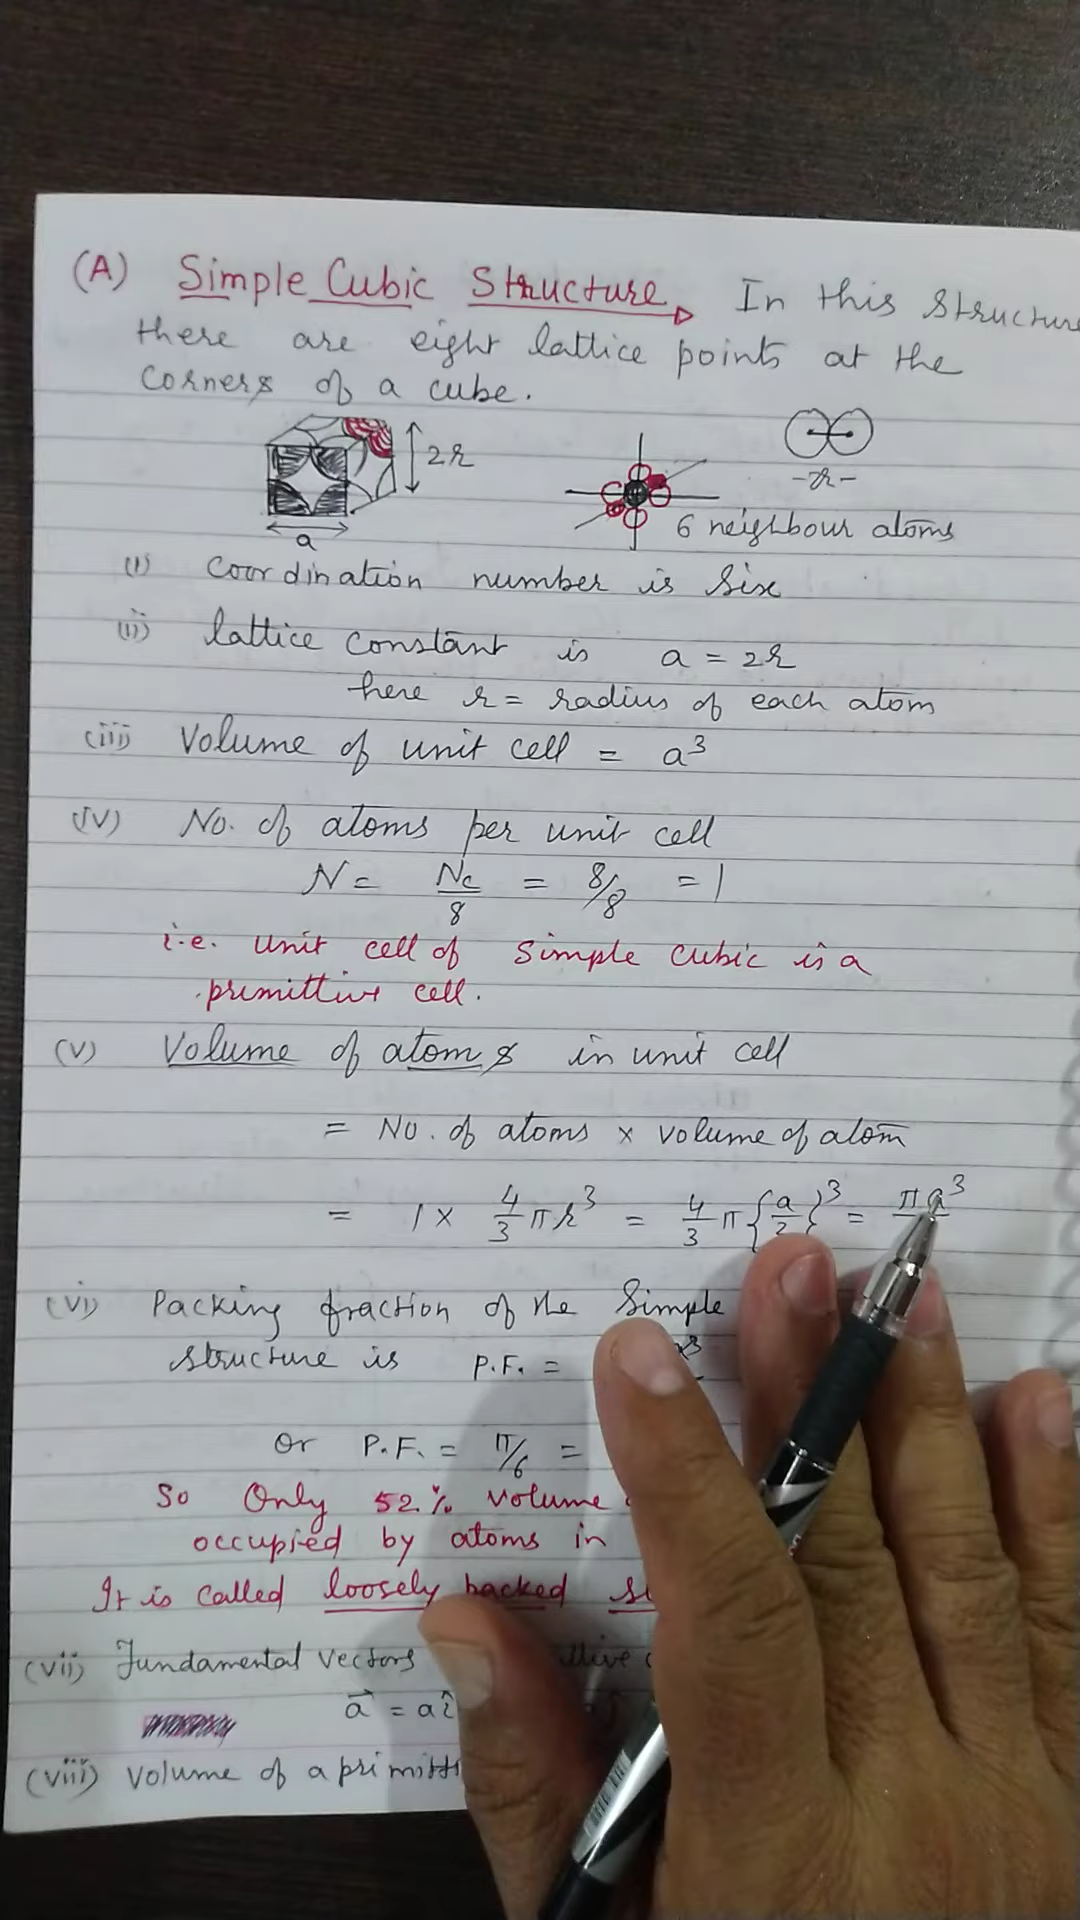 (A) Simple Cubic Structure In this structure
there are eight lattice points at the
corners of a cube.
2r
a
-r-
6 neighbour atoms
(i) Coordination number is Six
(ii) lattice constant is a = 2r
here r = radius of each atom
(iii) Volume of unit cell = a³
(iv) No. of atoms per unit cell
N = Nc/8 = 8/8 = 1
i.e. unit cell of simple cubic is a
primittive cell.
(v) Volume of atoms in unit cell
= No. of atoms × volume of atom
= 1 × 4/3 πr³ = 4/3 π{a/2}³ = πa³
(vi) Packing fraction of the Simple
structure is P.F. =
Or P.F. = π/6 =
So Only 52% volume
occupied by atoms in
It is called loosely packed
(vii) Fundamental vectors
a⃗ = aî
(viii) volume of a